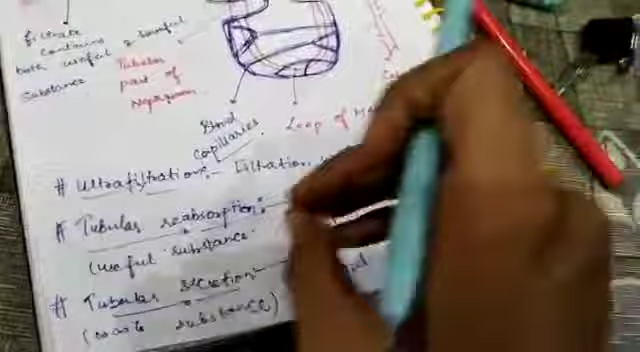 filtrate
contains
both useful & harmful
substance
Tubular
part of
nephron
Blood
capillaries
Loop of
# Ultrafiltration:- Filtration
# Tubular reabsorption:-
(useful substance
# Tubular secretion
(waste substance)